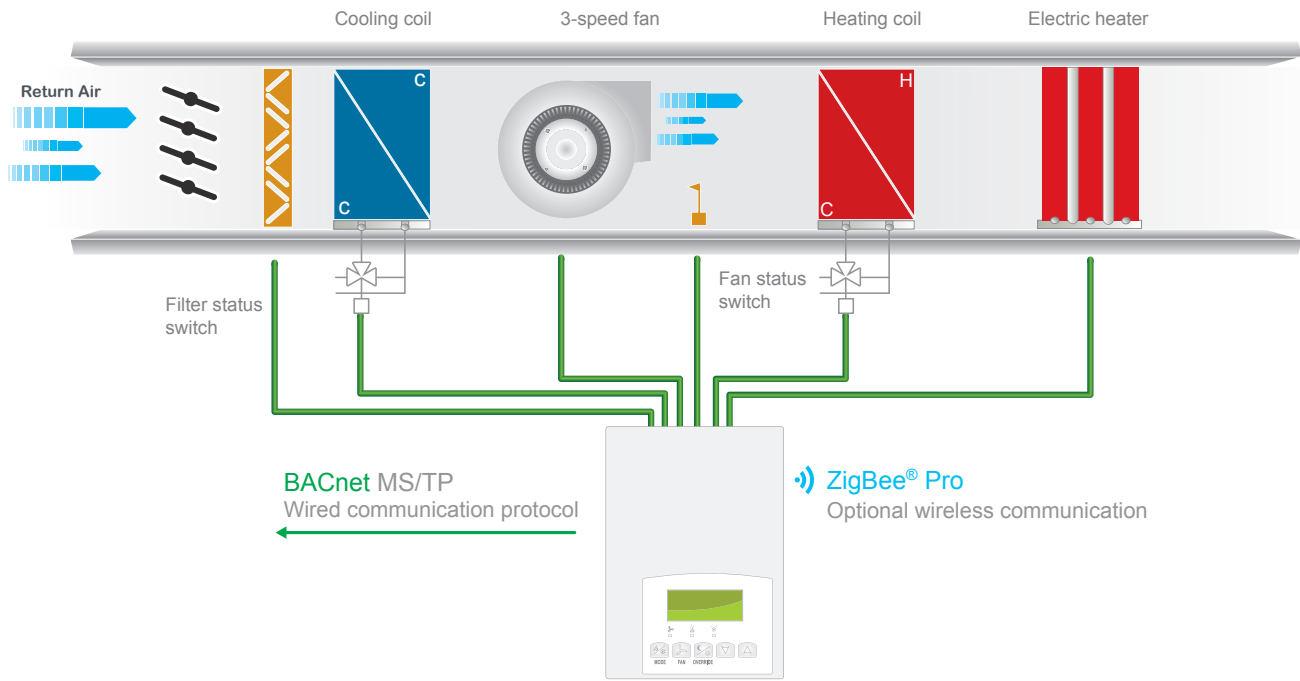 Cooling coil
3-speed fan
Heating coil
Electric heater
Return Air
C
H
C
C
Filter status
switch
Fan status
switch
BACnet MS/TP
Wired communication protocol
ZigBee® Pro
Optional wireless communication
MODE
FAN
OVERRIDE